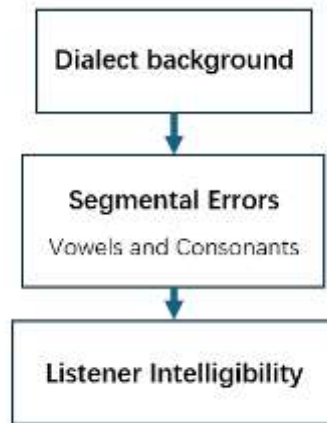 Dialect background
Segmental Errors
Vowels and Consonants
Listener Intelligibility